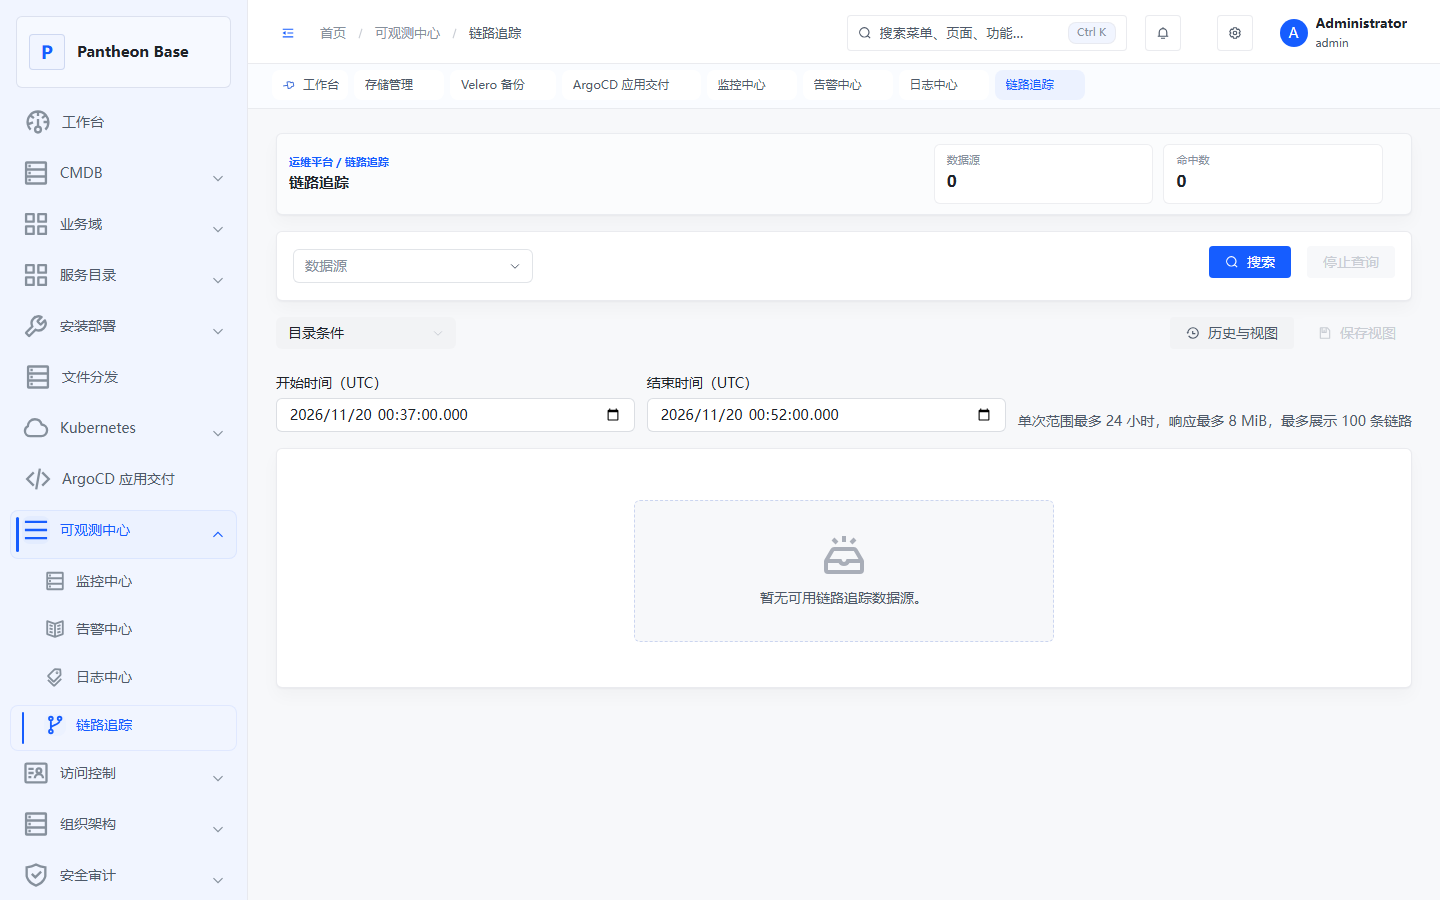 P Pantheon Base
工作台
CMDB
业务域
服务目录
安装部署
文件分发
Kubernetes
ArgoCD 应用交付
可观测中心
监控中心
告警中心
日志中心
链路追踪
访问控制
组织架构
安全审计
首页 / 可观测中心 / 链路追踪
搜索菜单、页面、功能... Ctrl K
A Administrator
admin
工作台 存储管理 Velero 备份 ArgoCD 应用交付 监控中心 告警中心 日志中心 链路追踪
运维平台 / 链路追踪
链路追踪
数据源
0
命中数
0
数据源 搜索 停止查询
目录条件 历史与视图 保存视图
开始时间（UTC） 结束时间（UTC）
2026/11/20 00:37:00.000 2026/11/20 00:52:00.000 单次范围最多 24 小时，响应最多 8 MiB，最多展示 100 条链路
暂无可用链路追踪数据源。